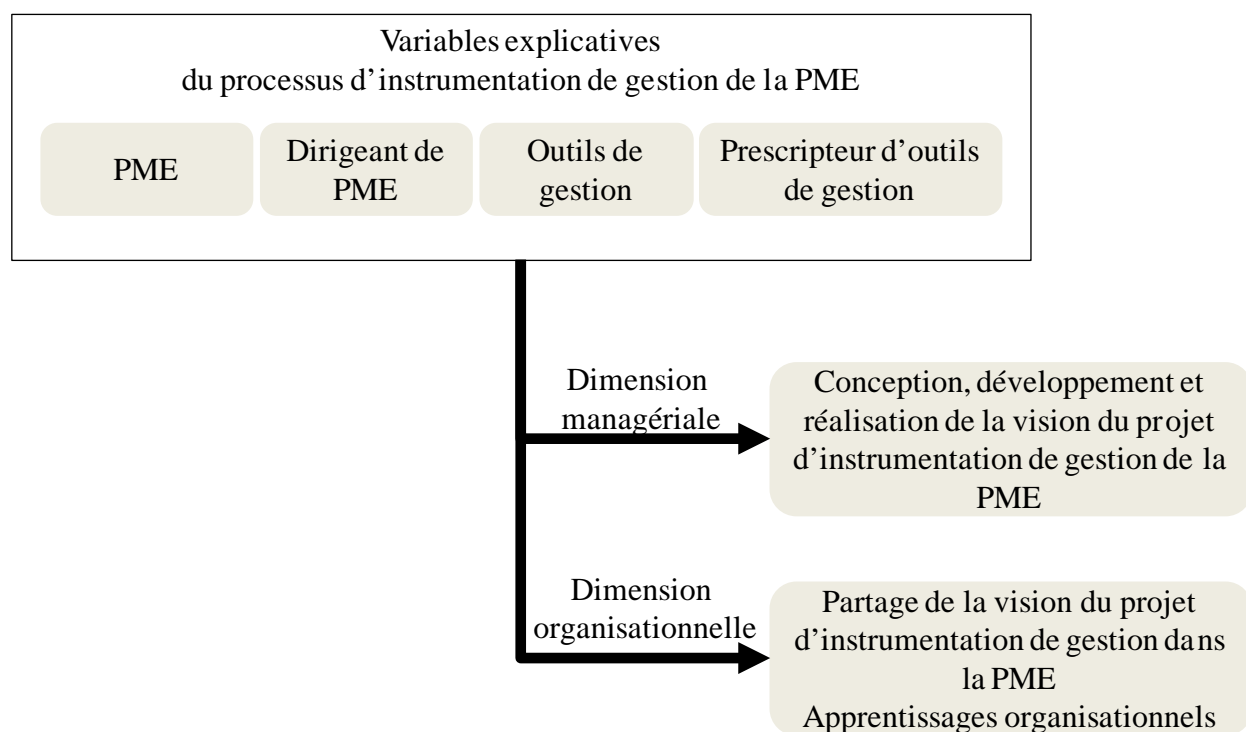 Variables explicatives
du processus d'instrumentation de gestion de la PME
PME
Dirigeant de
PME
Outils de
gestion
Prescripteur d'outils
de gestion
Dimension
managériale
Conception, développement et
réalisation de la vision du projet
d'instrumentation de gestion de la
PME
Dimension
organisationnelle
Partage de la vision du projet
d'instrumentation de gestion dans
la PME
Apprentissages organisationnels